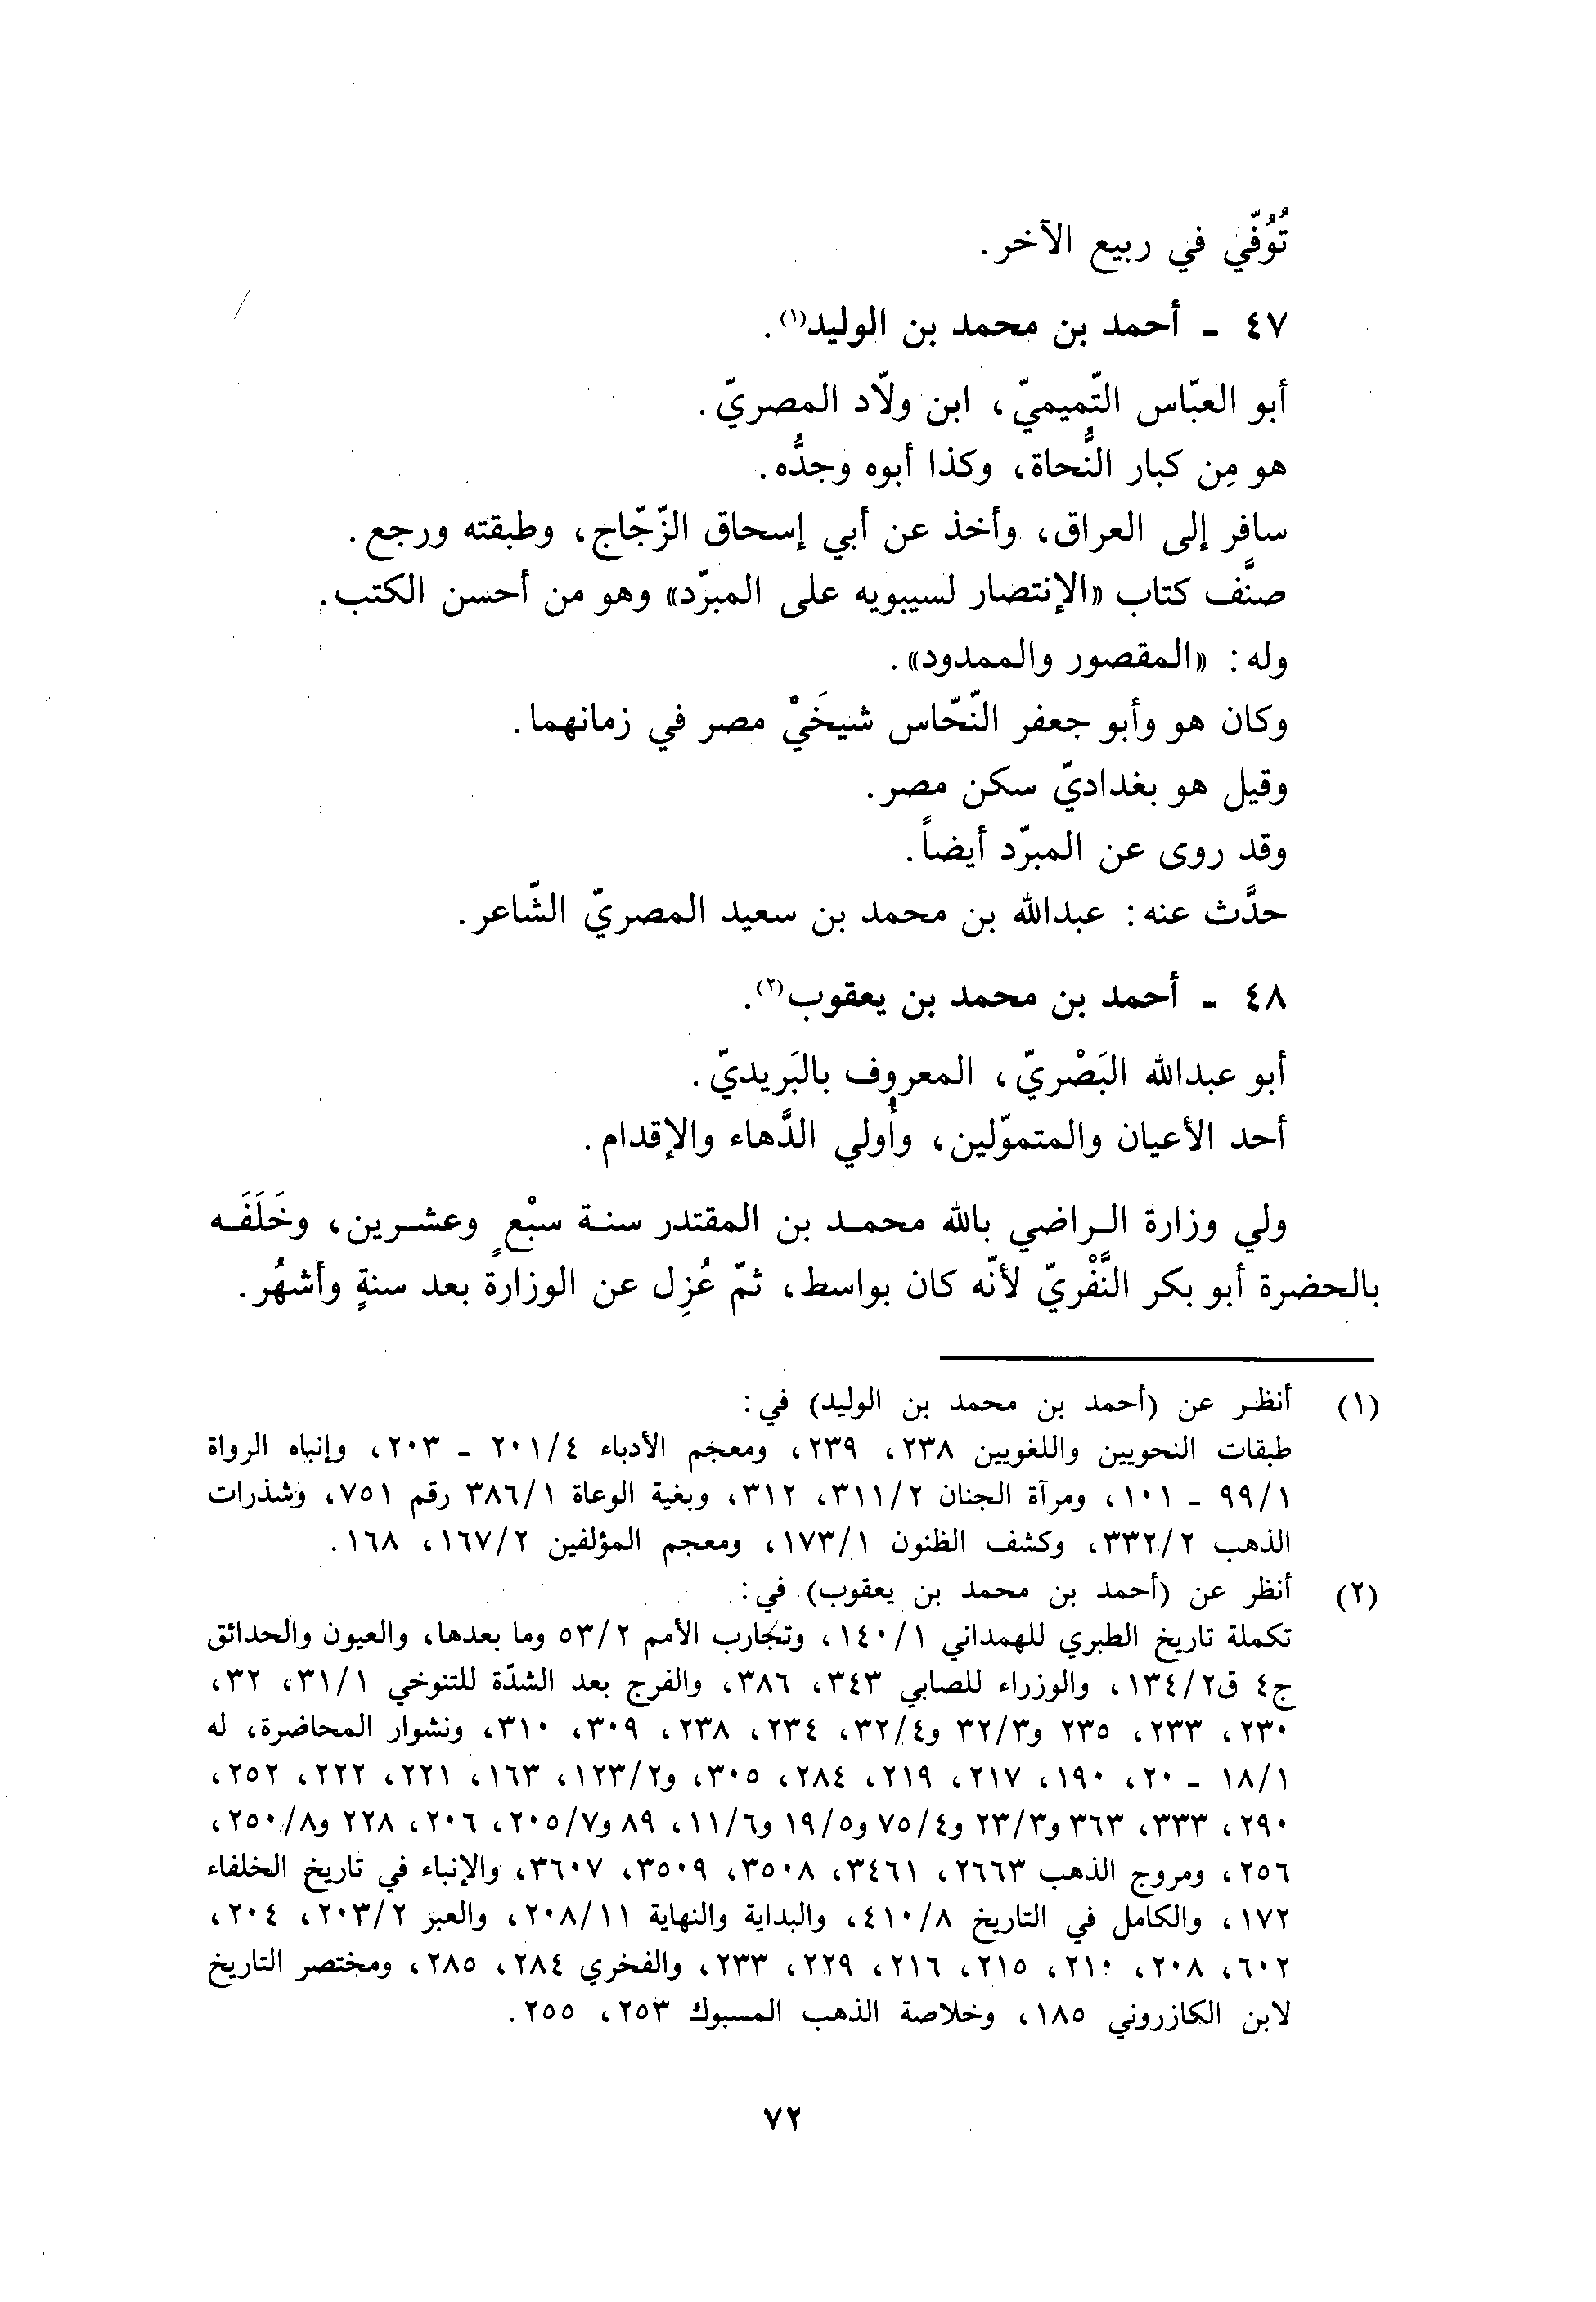 تُوُفّي في ربيع الآخر.
٤٧ ـ أحمد بن محمد بن الوليد(١).
أبو العبّاس التّميميّ، ابن ولّاد المصريّ.
هو مِن كبار النُّحاة، وكذا أبوه وجدُّه.
سافر إلى العراق، وأخذ عن أبي إسحاق الزّجّاج، وطبقته ورجع.
صنَّف كتاب «الإنتصار لسيبويه على المبرّد» وهو من أحسن الكتب.
وله: «المقصور والممدود».
وكان هو وأبو جعفر النّحّاس شيخَيْ مصر في زمانهما.
وقيل هو بغداديّ سكن مصر.
وقد روى عن المبرّد أيضاً.
حدَّث عنه: عبدالله بن محمد بن سعيد المصريّ الشّاعر.
٤٨ ـ أحمد بن محمد بن يعقوب(٢).
أبو عبدالله البَصْريّ، المعروف بالبَريديّ.
أحد الأعيان والمتموّلين، وأُولي الدَّهاء والإقدام.
ولي وزارة الـراضي بالله محمـد بن المقتدر سنـة سبْعٍ وعشـرين، وخَلَفَـه
بالحضرة أبو بكر النَّفْريّ لأنّه كان بواسط، ثمّ عُزِل عن الوزارة بعد سنةٍ وأشهُر.
(١) أنظـر عن (أحمد بن محمد بن الوليد) في:
طبقات النحويين واللغويين ٢٣٨، ٢٣٩، ومعجم الأدباء ٢٠١/٤ ـ ٢٠٣، وإنباه الرواة
٩٩/١ ـ ١٠١، ومرآة الجنان ٣١١/٢، ٣١٢، وبغية الوعاة ٣٨٦/١ رقم ٧٥١، وشذرات
الذهب ٣٣٢/٢، وكشف الظنون ١٧٣/١، ومعجم المؤلفين ١٦٧/٢، ١٦٨.
(٢) أنظر عن (أحمد بن محمد بن يعقوب) في:
تكملة تاريخ الطبري للهمداني ١٤٠/١، وتجارب الأمم ٥٣/٢ وما بعدها، والعيون والحدائق
ج٤ ق١٣٤/٢، والوزراء للصابي ٣٤٣، ٣٨٦، والفرج بعد الشدّة للتنوخي ٣١/١، ٣٢،
٢٣٠، ٢٣٣، ٢٣٥ و٣٢/٣ و٣٢/٤، ٢٣٤، ٢٣٨، ٣٠٩، ٣١٠، ونشوار المحاضرة، له
١٨/١ ـ ٢٠، ١٩٠، ٢١٧، ٢١٩، ٢٨٤، ٣٠٥، و١٢٣/٢، ١٦٣، ٢٢١، ٢٢٢، ٢٥٢،
٢٩٠، ٣٣٣، ٣٦٣ و٢٣/٣ و٧٥/٤ و١٩/٥ و١١/٦، ٨٩ و٢٠٥/٧، ٢٠٦، ٢٢٨ و٢٥٠/٨،
٢٥٦، ومروج الذهب ٢٦٦٣، ٣٤٦١، ٣٥٠٨، ٣٥٠٩، ٣٦٠٧، والإنباء في تاريخ الخلفاء
١٧٢، والكامل في التاريخ ٤١٠/٨، والبداية والنهاية ٢٠٨/١١، والعبر ٢٠٣/٢، ٢٠٤،
٦٠٢، ٢٠٨، ٢١٠، ٢١٥، ٢١٦، ٢٢٩، ٢٣٣، والفخري ٢٨٤، ٢٨٥، ومختصر التاريخ
لابن الكازروني ١٨٥، وخلاصة الذهب المسبوك ٢٥٣، ٢٥٥.
٧٢